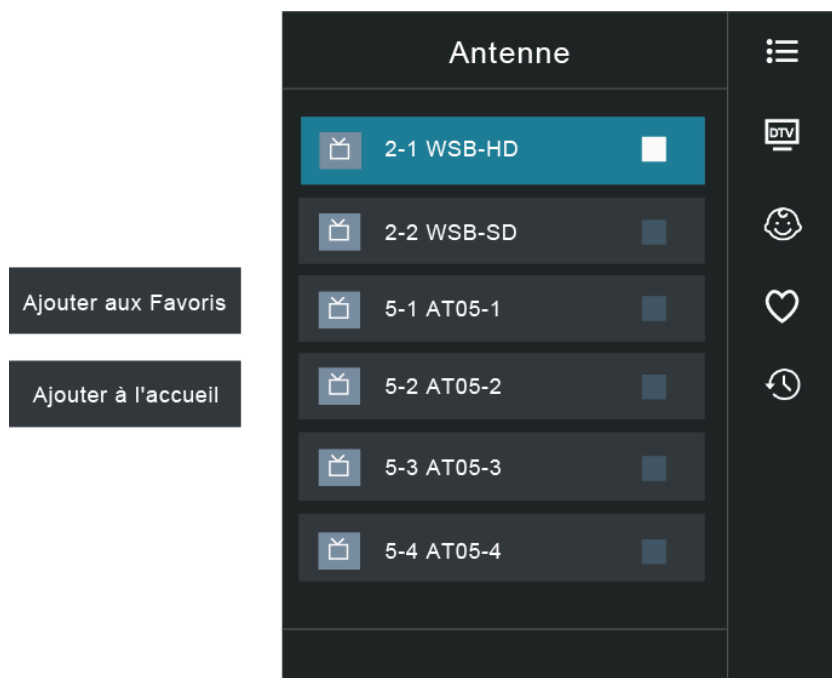 Antenne
DTV
2-1 WSB-HD
2-2 WSB-SD
Ajouter aux Favoris
5-1 AT05-1
Ajouter à l'accueil
5-2 AT05-2
5-3 AT05-3
5-4 AT05-4